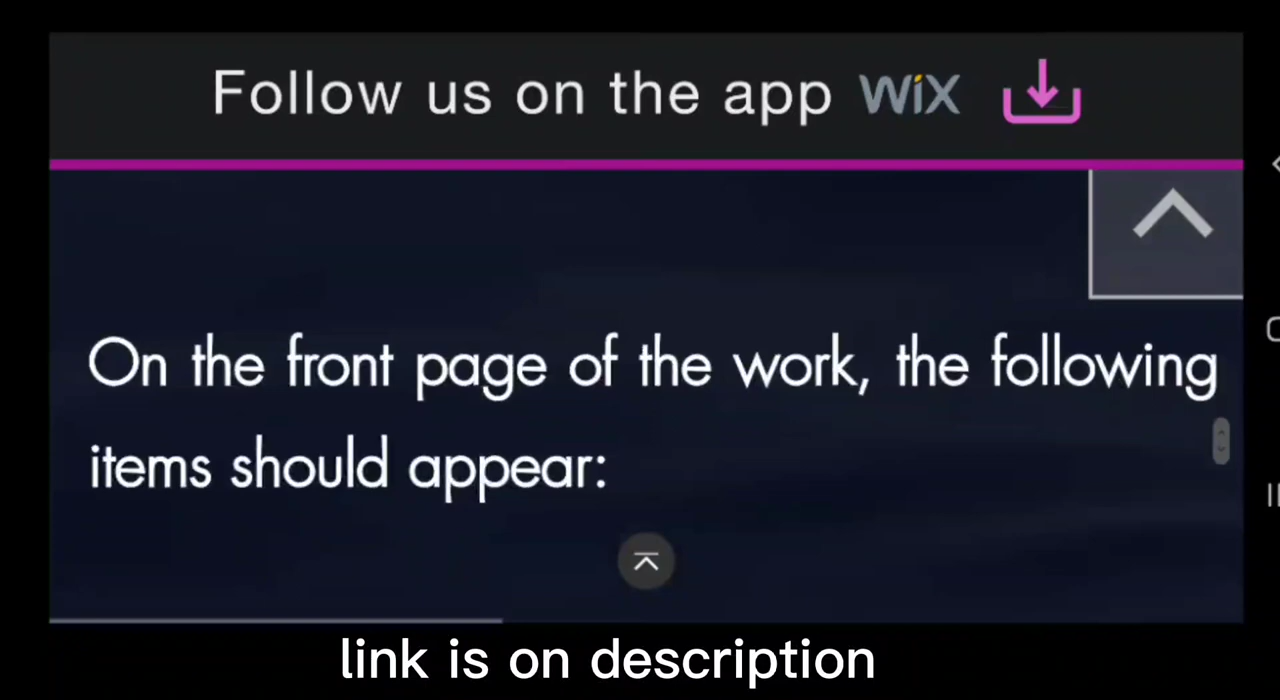 Follow us on the app WiX
On the front page of the work, the following
items should appear:
link is on description